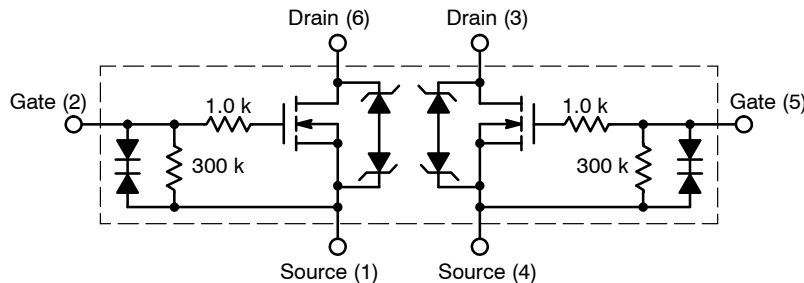 Drain (6)
Drain (3)
Gate (2)
1.0 k
1.0 k
Gate (5)
300 k
300 k
Source (1)
Source (4)